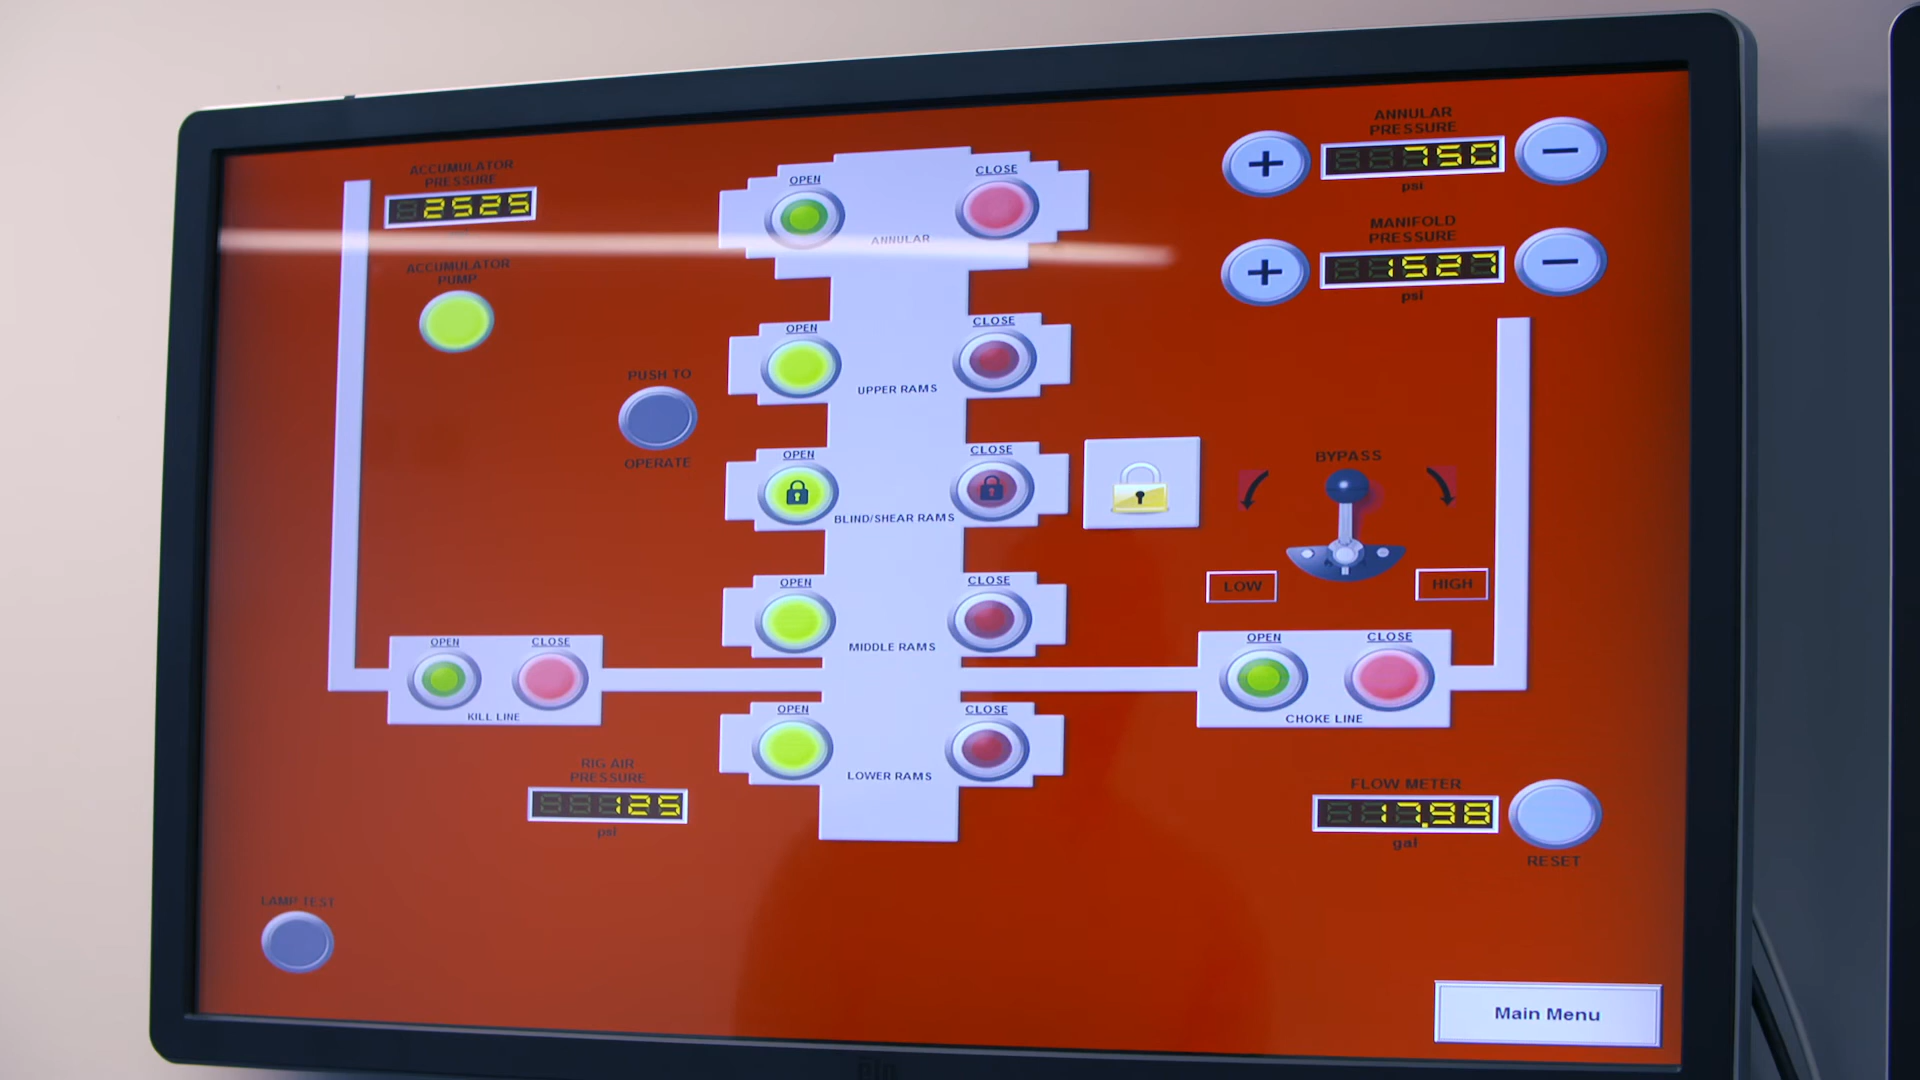 ACCUMULATOR
PRESSURE
2525
ACCUMULATOR
PUMP
PUSH TO
OPERATE
OPEN
CLOSE
ANNULAR
OPEN
CLOSE
UPPER RAMS
OPEN
CLOSE
BLIND/SHEAR RAMS
OPEN
CLOSE
MIDDLE RAMS
OPEN
CLOSE
LOWER RAMS
ANNULAR
PRESSURE
750
psi
MANIFOLD
PRESSURE
1527
psi
BYPASS
LOW
HIGH
OPEN
CLOSE
KILL LINE
OPEN
CLOSE
CHOKE LINE
RIG AIR
PRESSURE
125
psi
FLOW METER
17.98
gal
RESET
LAMP TEST
Main Menu
elo